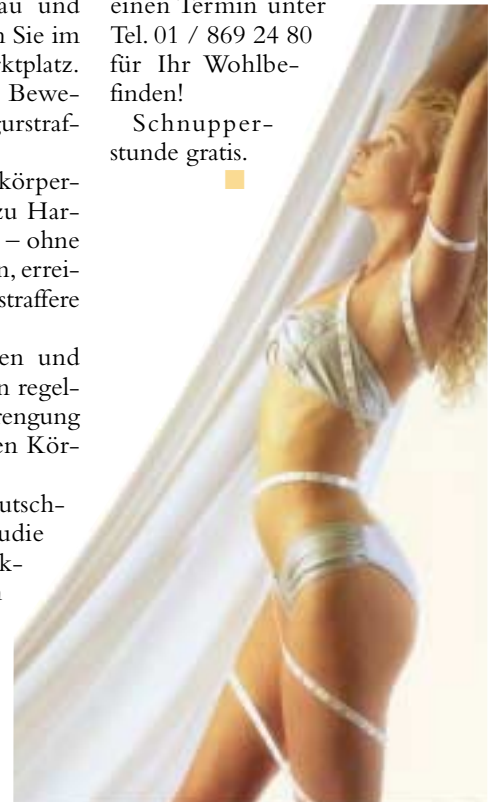 au und
n Sie im
rktplatz.
Bewe-
gurstraf-
körper-
zu Har-
– ohne
n, errei-
straffere
en und
n regel-
rengung
en Kör-
utsch-
udie
k-
einen Termin unter
Tel. 01 / 869 24 80
für Ihr Wohlbe-
finden!
Schnupper-
stunde gratis.